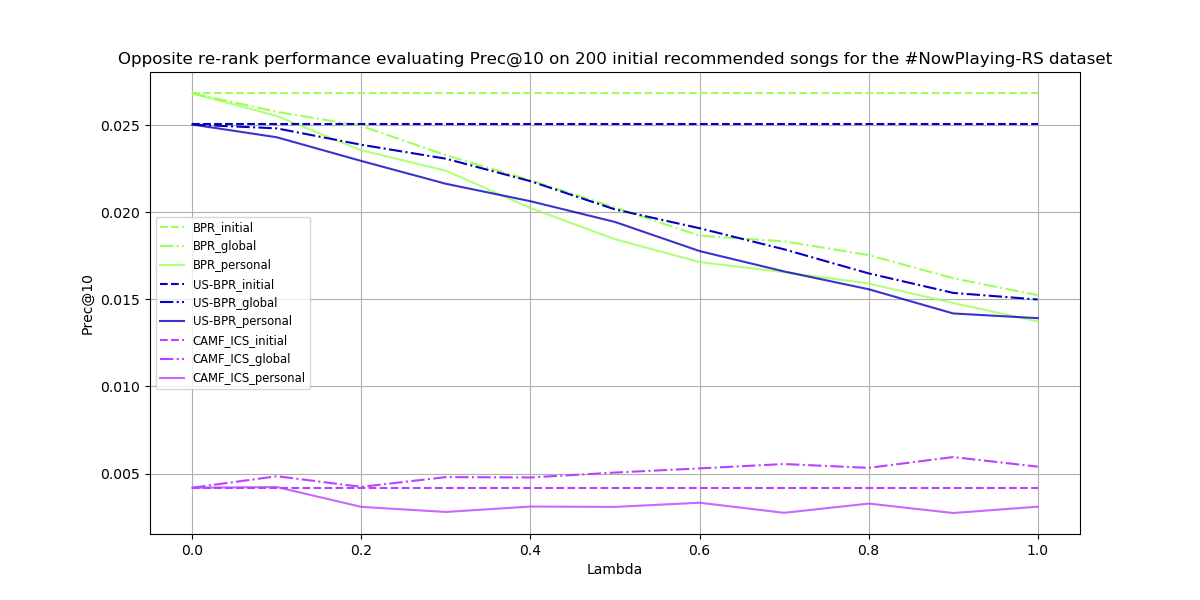 Opposite re-rank performance evaluating Prec@10 on 200 initial recommended songs for the #NowPlaying-RS dataset
Prec@10
0.025
0.020
0.015
0.010
0.005
BPR_initial
BPR_global
BPR_personal
US-BPR_initial
US-BPR_global
US-BPR_personal
CAMF_ICS_initial
CAMF_ICS_global
CAMF_ICS_personal
0.0 0.2 0.4 0.6 0.8 1.0
Lambda